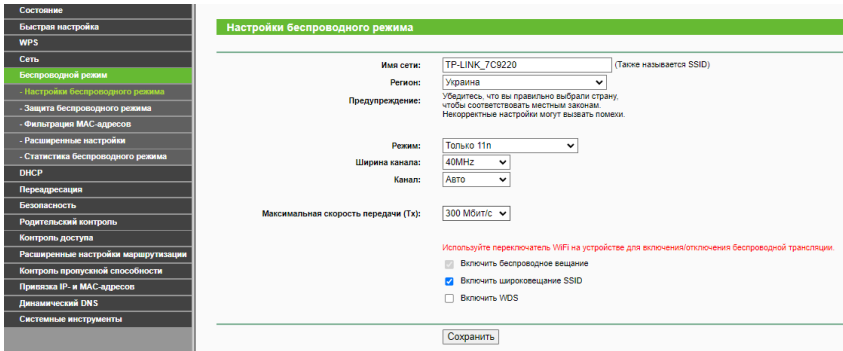 Состояние
Быстрая настройка
WPS
Сеть
Беспроводной режим
- Настройки беспроводного режима
- Защита беспроводного режима
- Фильтрация MAC-адресов
- Расширенные настройки
- Статистика беспроводного режима
DHCP
Переадресация
Безопасность
Родительский контроль
Контроль доступа
Расширенные настройки маршрутизации
Контроль пропускной способности
Привязка IP- и MAC-адресов
Динамический DNS
Системные инструменты
Настройки беспроводного режима
Имя сети: TP-LINK_7C9220 (Также называется SSID)
Регион: Украина
Предупреждение: Убедитесь, что вы правильно выбрали страну,
чтобы соответствовать местным законам.
Некорректные настройки могут вызвать помехи.
Режим: Только 11n
Ширина канала: 40MHz
Канал: Авто
Максимальная скорость передачи (Tx): 300 Мбит/с
Используйте переключатель WiFi на устройстве для включения/отключения беспроводной трансляции.
Включить беспроводное вещание
Включить широковещание SSID
Включить WDS
Сохранить